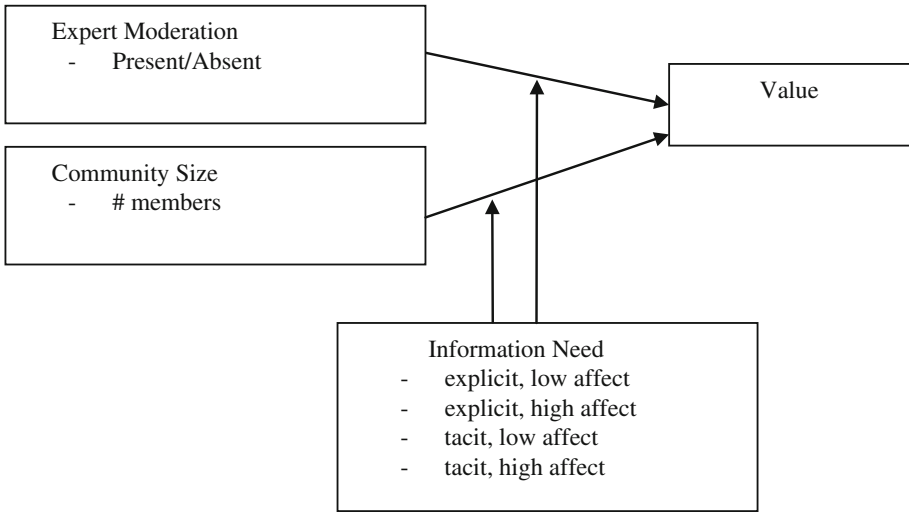 Expert Moderation
- Present/Absent
Value
Community Size
- # members
Information Need
- explicit, low affect
- explicit, high affect
- tacit, low affect
- tacit, high affect